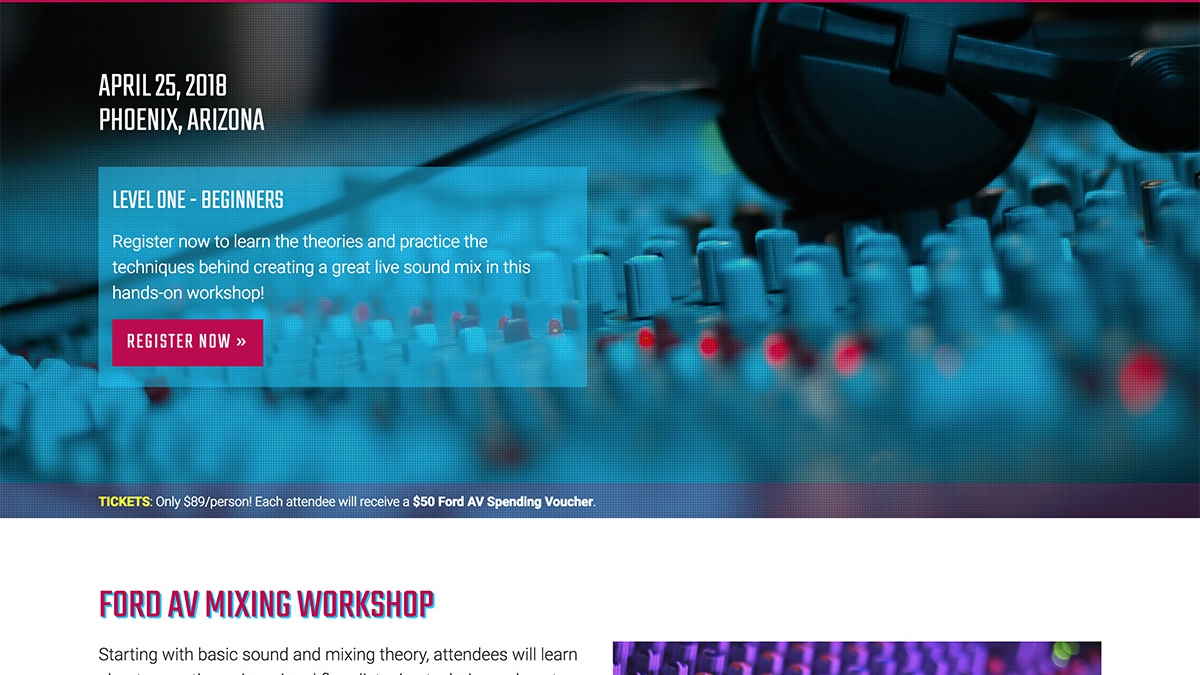 APRIL 25, 2018
PHOENIX, ARIZONA
LEVEL ONE - BEGINNERS
Register now to learn the theories and practice the
techniques behind creating a great live sound mix in this
hands-on workshop!
REGISTER NOW »
TICKETS: Only $89/person! Each attendee will receive a $50 Ford AV Spending Voucher.
FORD AV MIXING WORKSHOP
Starting with basic sound and mixing theory, attendees will learn